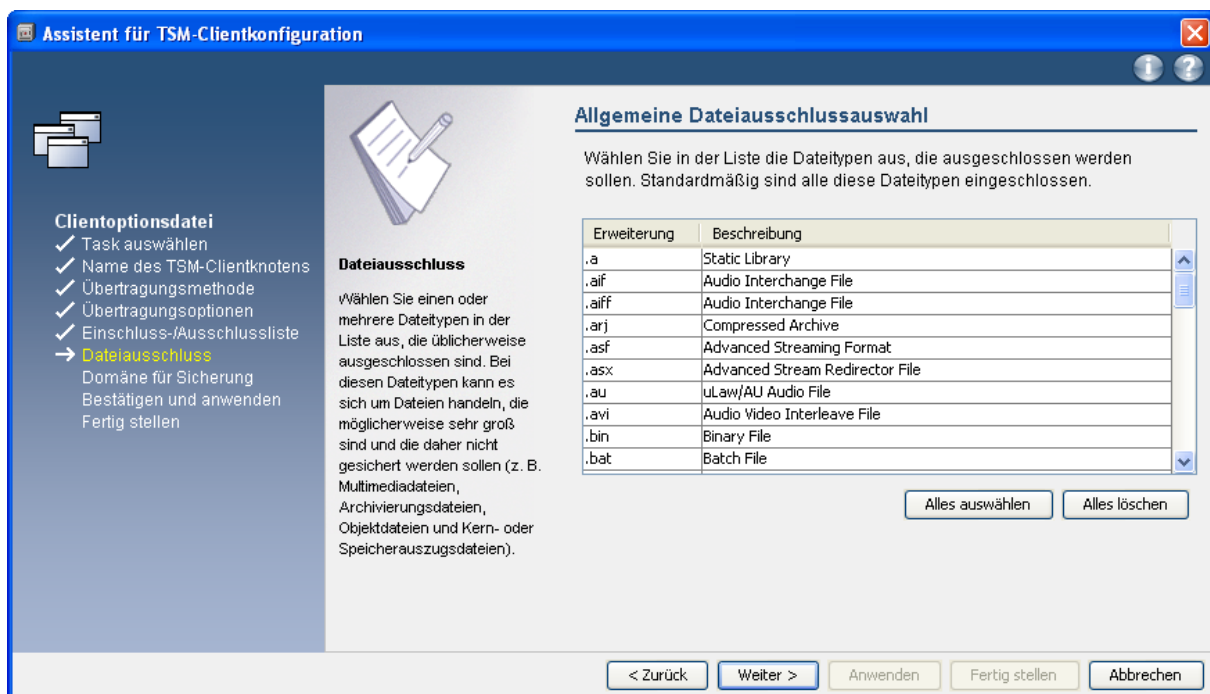 Assistent für TSM-Clientkonfiguration
Clientoptionsdatei
Task auswählen
Name des TSM-Clientknotens
Übertragungsmethode
Übertragungsoptionen
Einschluss-/Ausschlussliste
Dateiausschluss
Domäne für Sicherung
Bestätigen und anwenden
Fertig stellen
Dateiausschluss
Wählen Sie einen oder
mehrere Dateitypen in der
Liste aus, die üblicherweise
ausgeschlossen sind. Bei
diesen Dateitypen kann es
sich um Dateien handeln, die
möglicherweise sehr groß
sind und die daher nicht
gesichert werden sollen (z. B.
Multimediadateien,
Archivierungsdateien,
Objektdateien und Kern- oder
Speicherauszugsdateien).
Allgemeine Dateiausschlussauswahl
Wählen Sie in der Liste die Dateitypen aus, die ausgeschlossen werden
sollen. Standardmäßig sind alle diese Dateitypen eingeschlossen.
Erweiterung Beschreibung
.a Static Library
.aif Audio Interchange File
.aiff Audio Interchange File
.arj Compressed Archive
.asf Advanced Streaming Format
.asx Advanced Stream Redirector File
.au uLaw/AU Audio File
.avi Audio Video Interleave File
.bin Binary File
.bat Batch File
Alles auswählen Alles löschen
< Zurück Weiter > Anwenden Fertig stellen Abbrechen